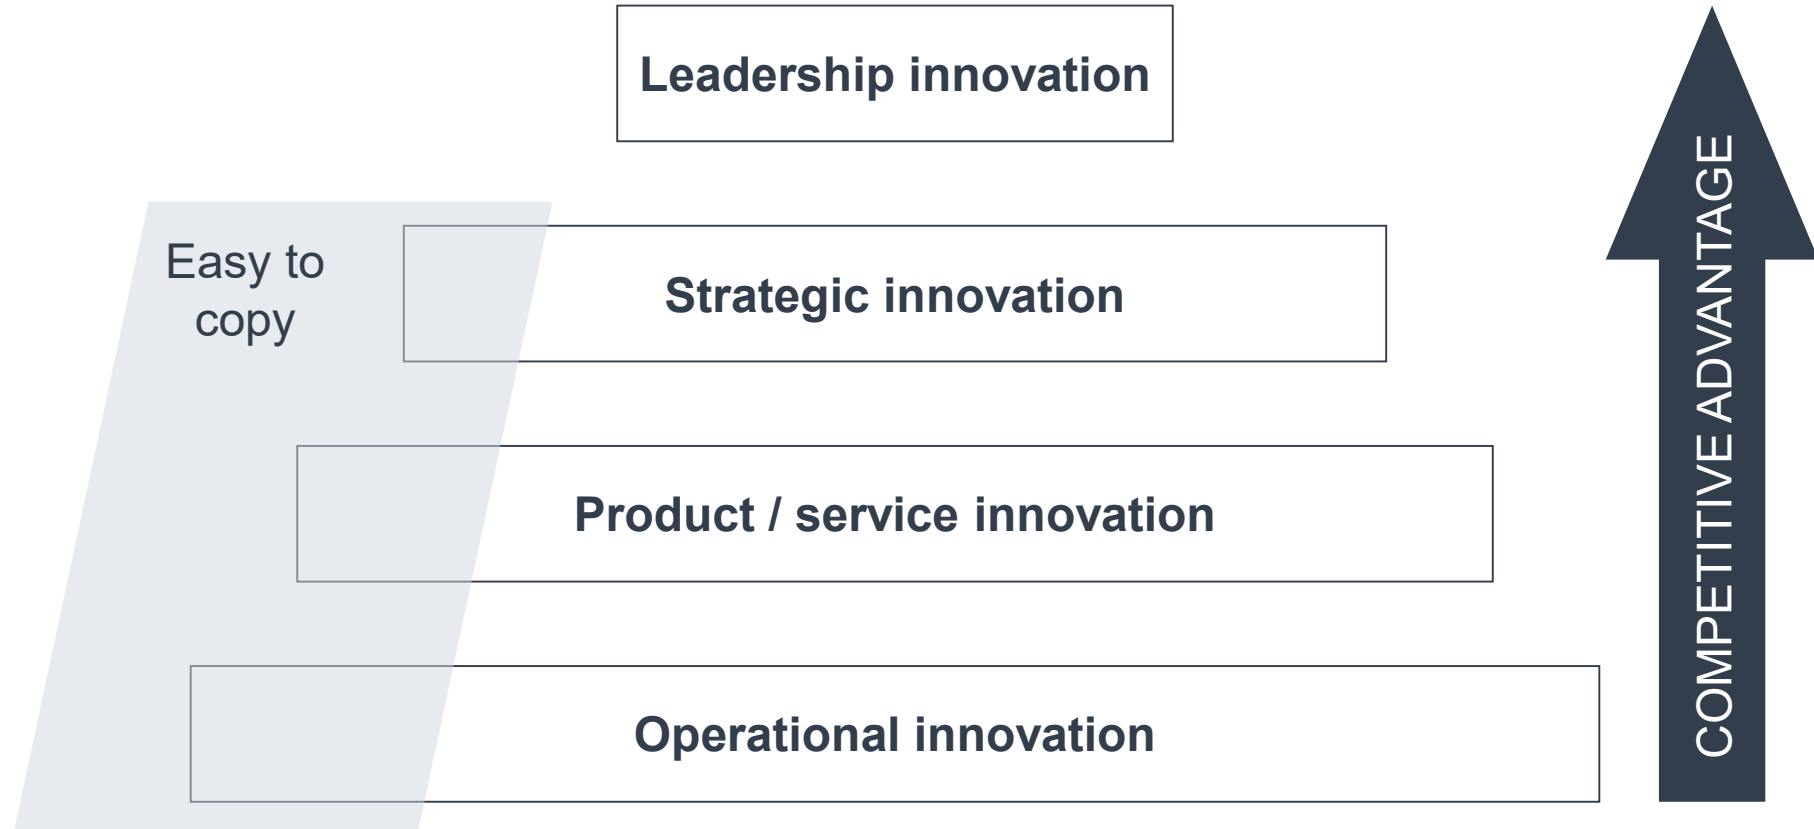 Leadership innovation
Easy to
copy
Strategic innovation
Product / service innovation
Operational innovation
COMPETITIVE ADVANTAGE